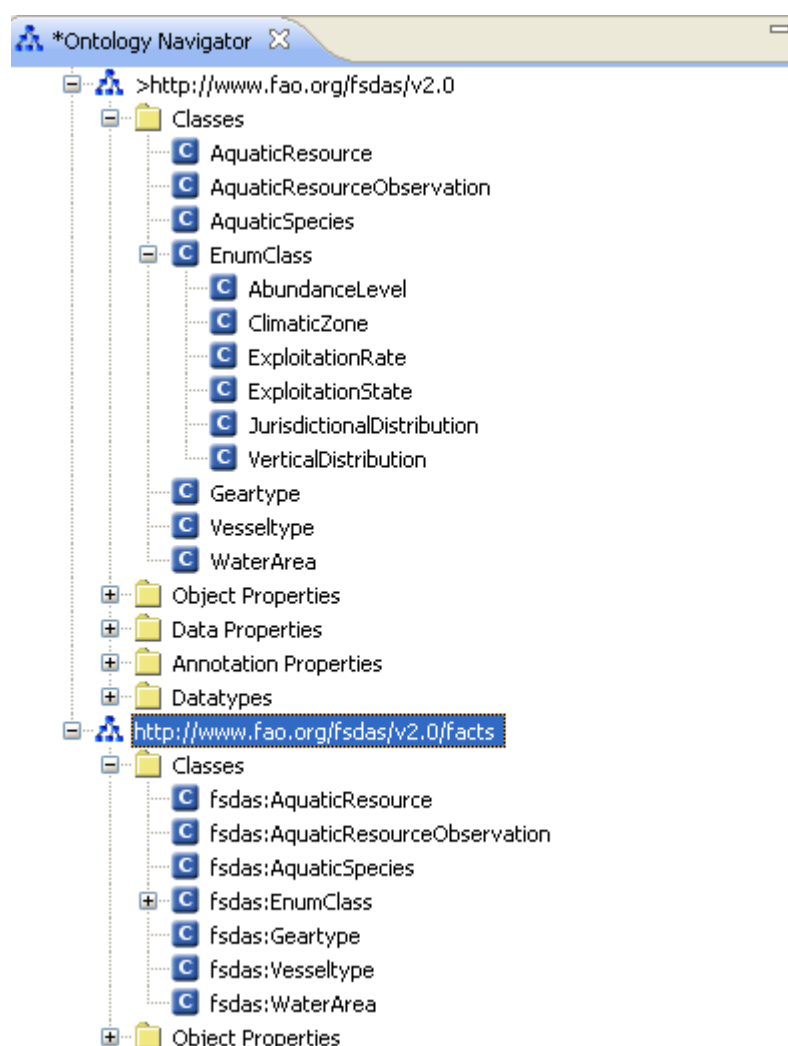 *Ontology Navigator
>http://www.fao.org/fsdas/v2.0
Classes
AquaticResource
AquaticResourceObservation
AquaticSpecies
EnumClass
AbundanceLevel
ClimaticZone
ExploitationRate
ExploitationState
JurisdictionalDistribution
VerticalDistribution
Geartype
Vesseltype
WaterArea
Object Properties
Data Properties
Annotation Properties
Datatypes
http://www.fao.org/fsdas/v2.0/facts
Classes
fsdas:AquaticResource
fsdas:AquaticResourceObservation
fsdas:AquaticSpecies
fsdas:EnumClass
fsdas:Geartype
fsdas:Vesseltype
fsdas:WaterArea
Object Properties